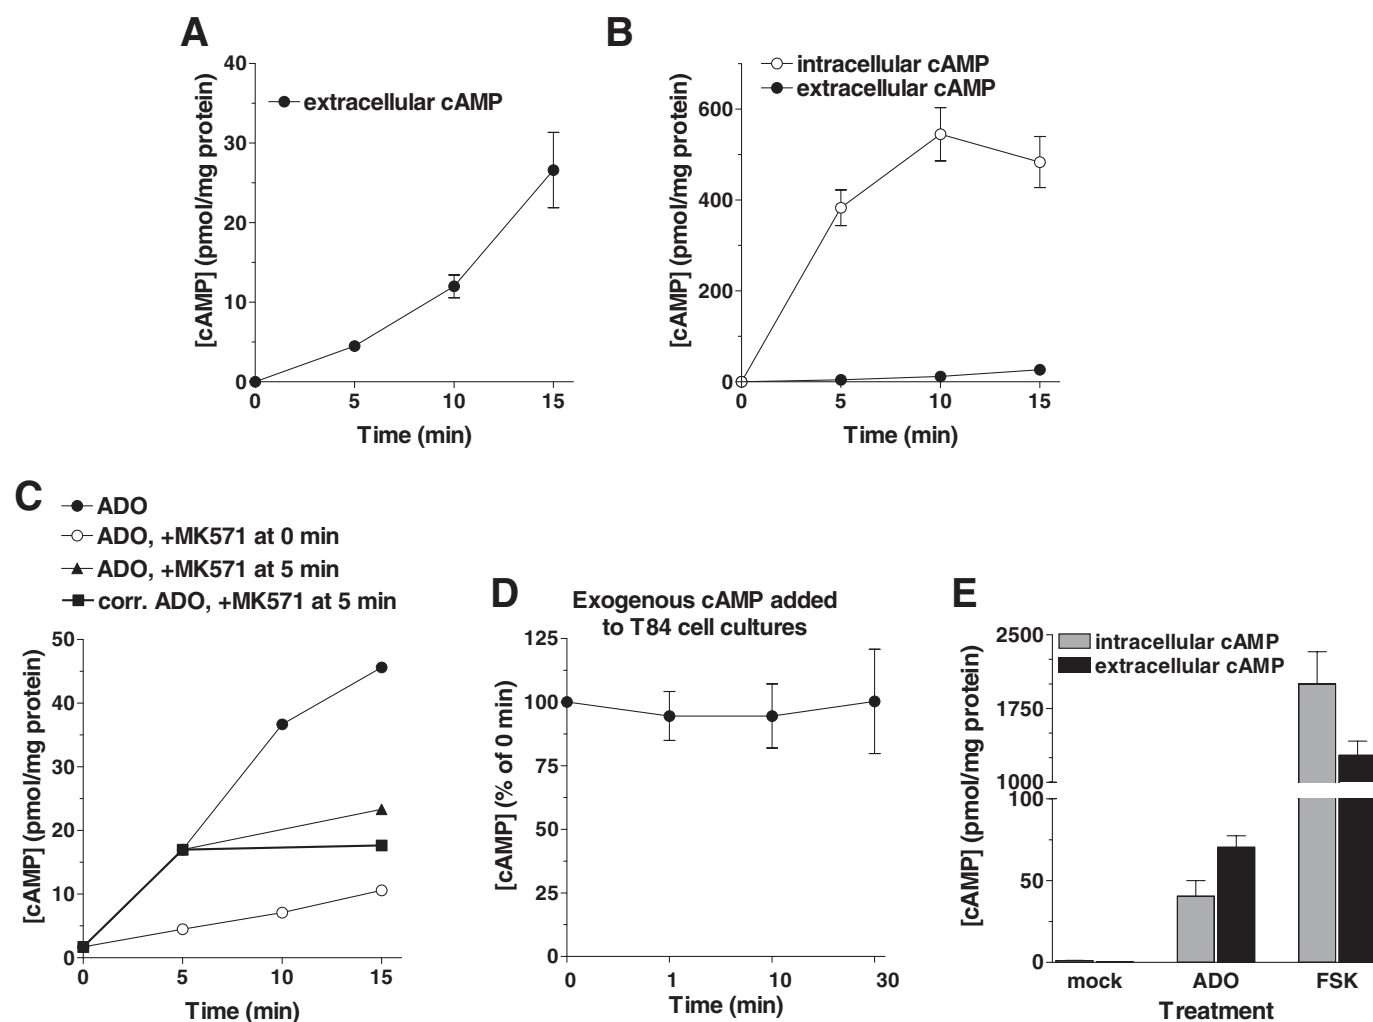 A
[cAMP] (pmol/mg protein)
40
30
20
10
0
extracellular cAMP
0 5 10 15
Time (min)
B
[cAMP] (pmol/mg protein)
intracellular cAMP
extracellular cAMP
600
400
200
0
0 5 10 15
Time (min)
C
ADO
ADO, +MK571 at 0 min
ADO, +MK571 at 5 min
corr. ADO, +MK571 at 5 min
[cAMP] (pmol/mg protein)
50
40
30
20
10
0
0 5 10 15
Time (min)
D
Exogenous cAMP added
to T84 cell cultures
[cAMP] (% of 0 min)
125
100
75
50
25
0
0 1 10 30
Time (min)
E
[cAMP] (pmol/mg protein)
intracellular cAMP
extracellular cAMP
2500
1750
1000
100
50
0
mock ADO FSK
Treatment